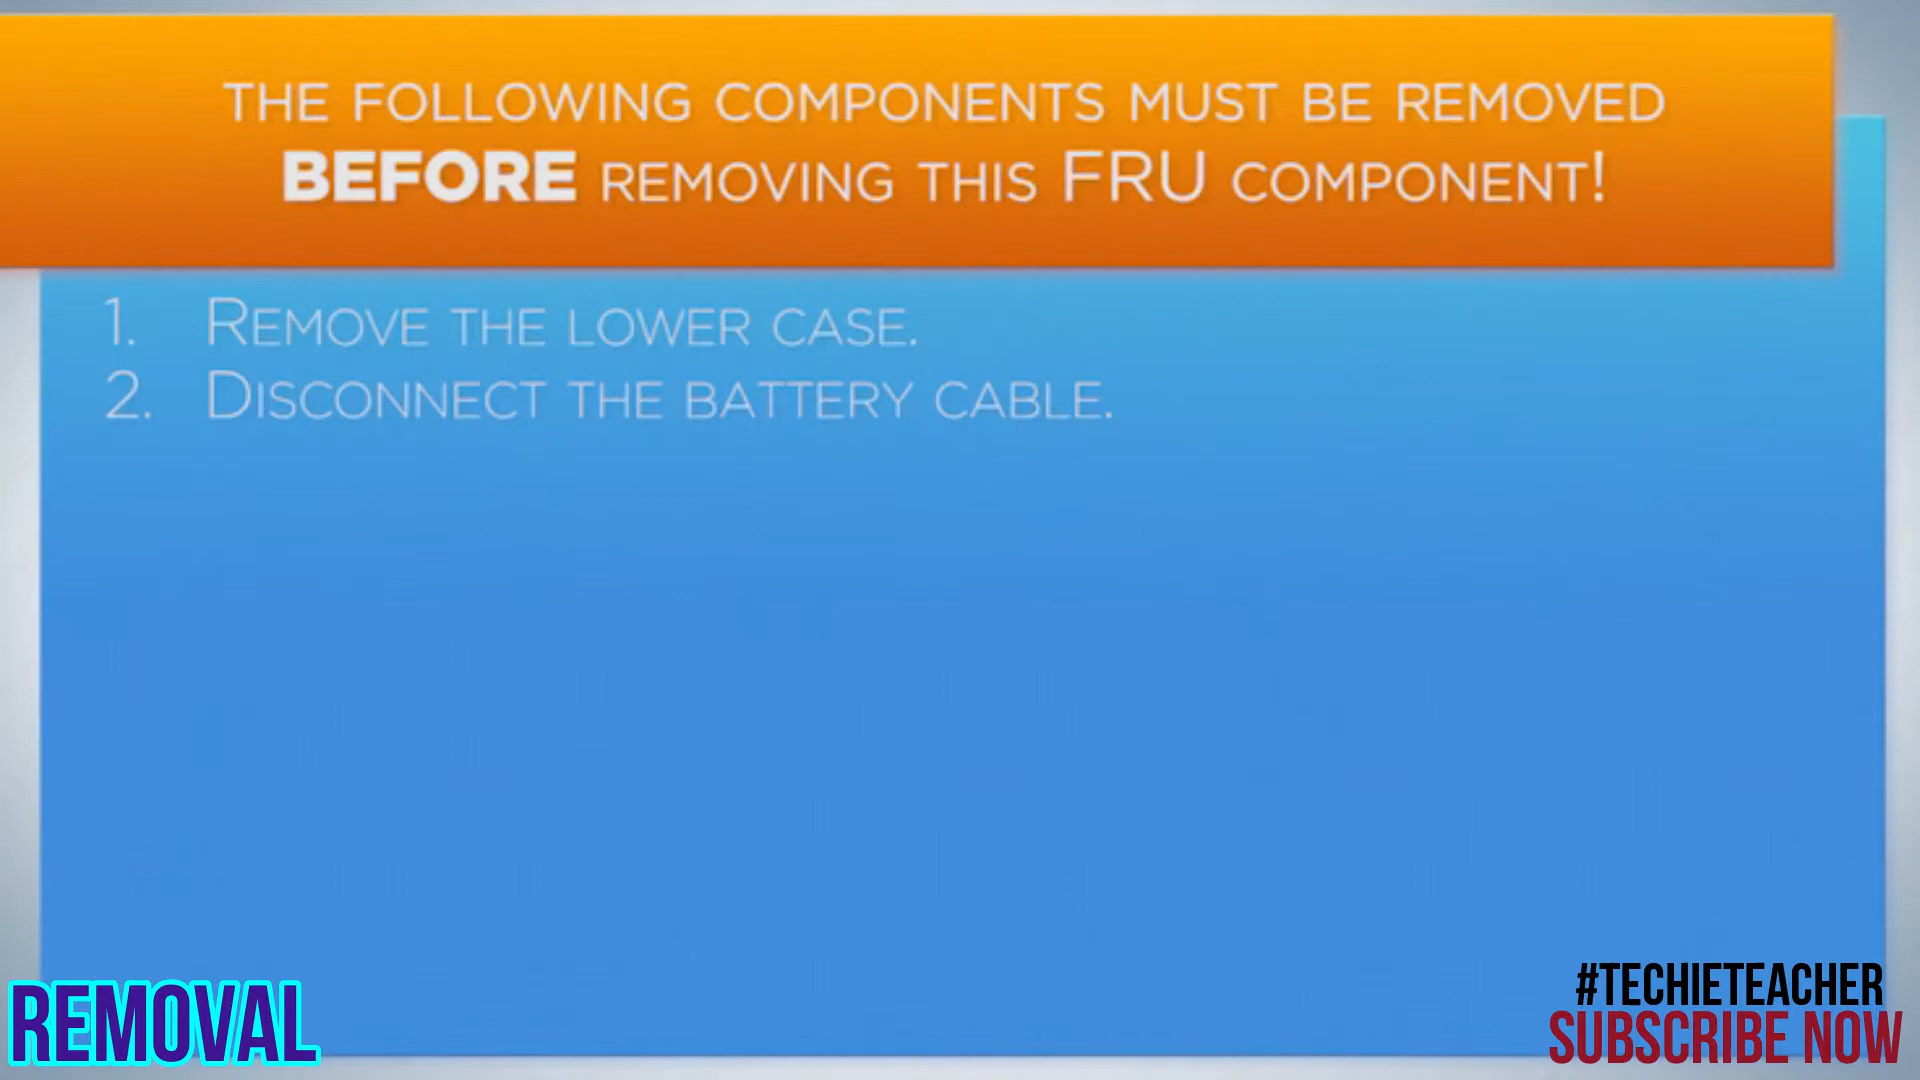 THE FOLLOWING COMPONENTS MUST BE REMOVED
BEFORE REMOVING THIS FRU COMPONENT!
1. REMOVE THE LOWER CASE.
2. DISCONNECT THE BATTERY CABLE.
REMOVAL
#TECHIETEACHER
SUBSCRIBE NOW